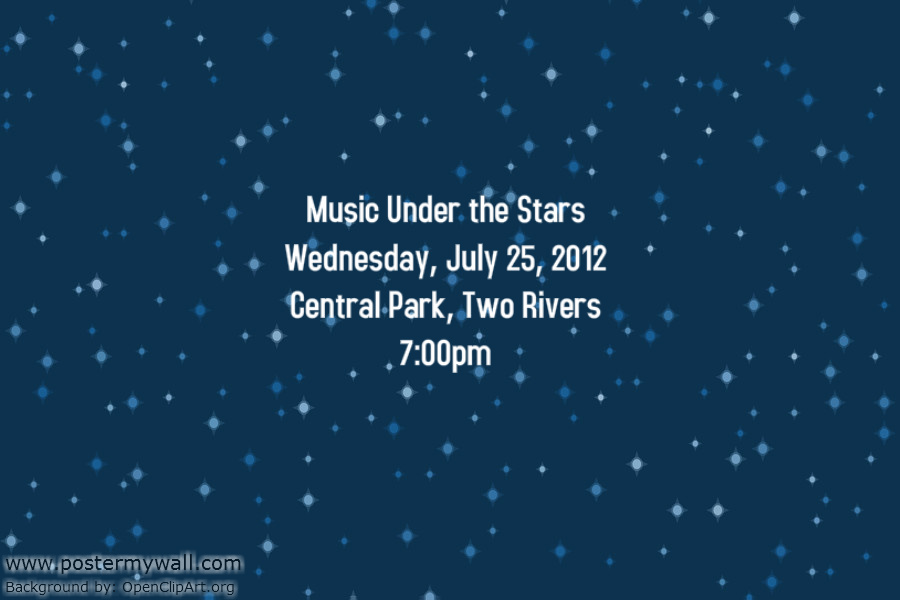 Music Under the Stars
Wednesday, July 25, 2012
Central Park, Two Rivers
7:00pm
www.postermywall.com
Background by: OpenClipArt.org